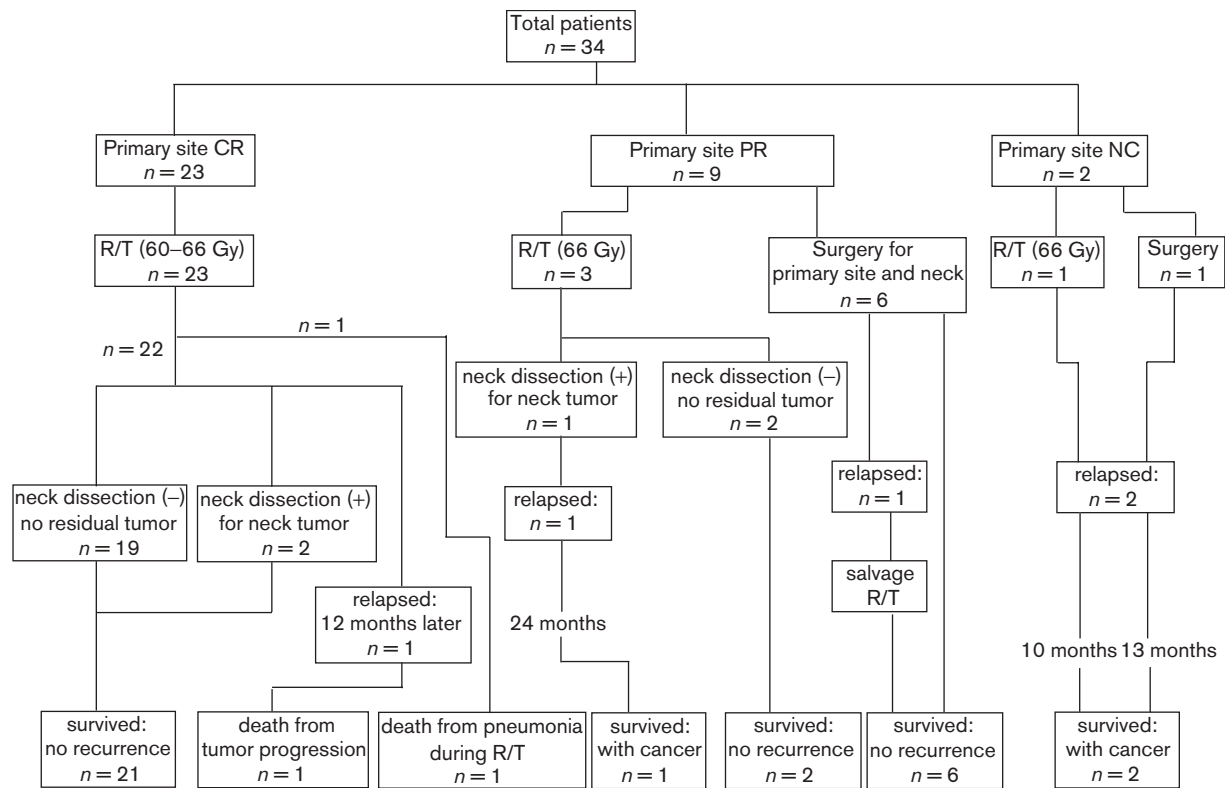 Total patients
n = 34
Primary site CR
n = 23
Primary site PR
n = 9
Primary site NC
n = 2
R/T (60–66 Gy)
n = 23
R/T (66 Gy)
n = 3
Surgery for
primary site and neck
n = 6
R/T (66 Gy)
n = 1
Surgery
n = 1
n = 1
n = 22
neck dissection (+)
for neck tumor
n = 1
neck dissection (–)
no residual tumor
n = 2
neck dissection (–)
no residual tumor
n = 19
neck dissection (+)
for neck tumor
n = 2
relapsed:
n = 1
relapsed:
n = 1
relapsed:
n = 2
salvage
R/T
relapsed:
12 months later
n = 1
24 months
10 months
13 months
survived:
no recurrence
n = 21
death from
tumor progression
n = 1
death from pneumonia
during R/T
n = 1
survived:
with cancer
n = 1
survived:
no recurrence
n = 2
survived:
no recurrence
n = 6
survived:
with cancer
n = 2